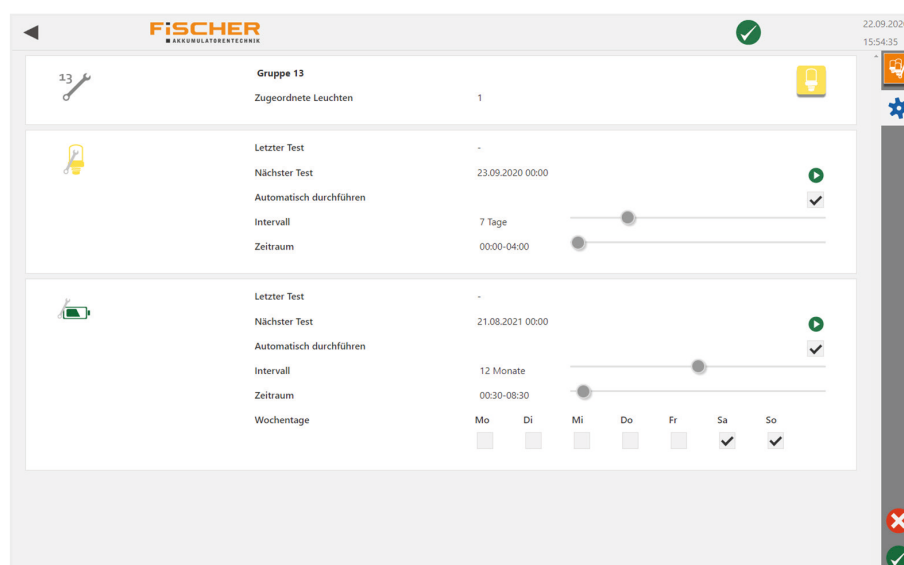 FiSCHER
AKKUMULATORENTECHNIK
22.09.2020
15:54:35
13
Gruppe 13
Zugeordnete Leuchten 1
Letzter Test -
Nächster Test 23.09.2020 00:00
Automatisch durchführen
Intervall 7 Tage
Zeitraum 00:00-04:00
Letzter Test -
Nächster Test 21.08.2021 00:00
Automatisch durchführen
Intervall 12 Monate
Zeitraum 00:30-08:30
Wochentage Mo Di Mi Do Fr Sa So